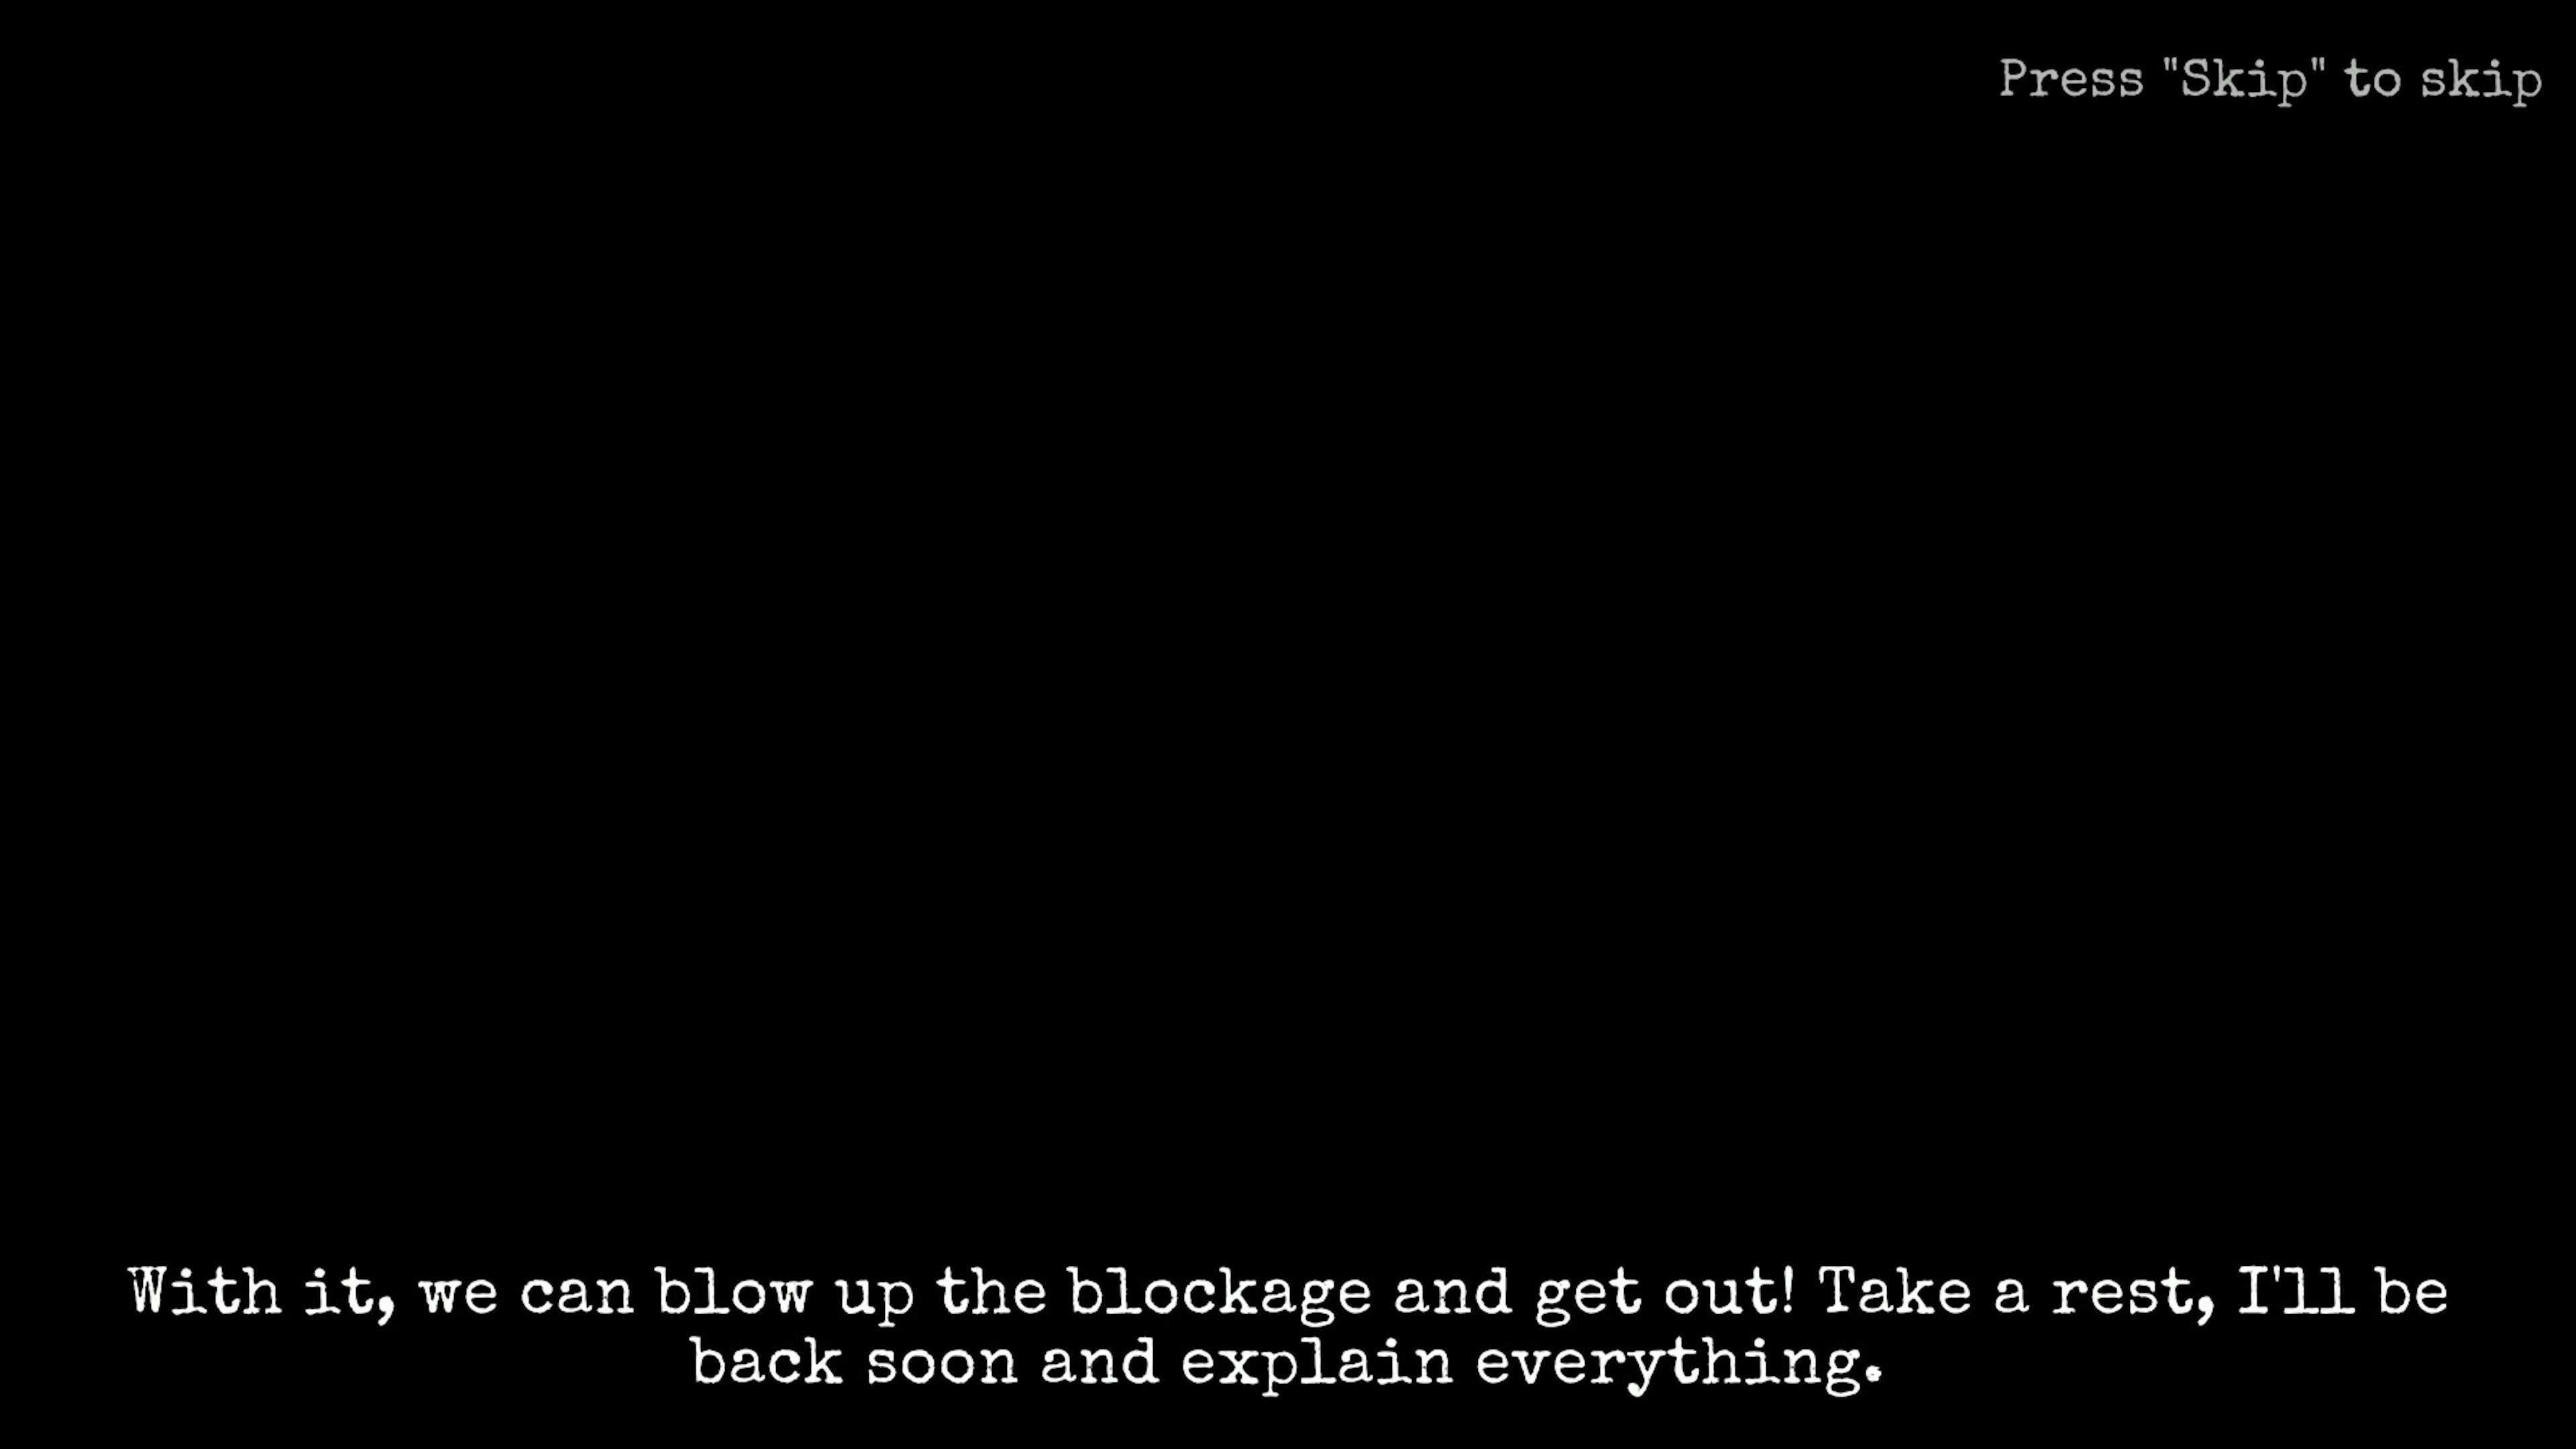 Press "Skip" to skip
With it, we can blow up the blockage and get out! Take a rest, I'll be
back soon and explain everything.